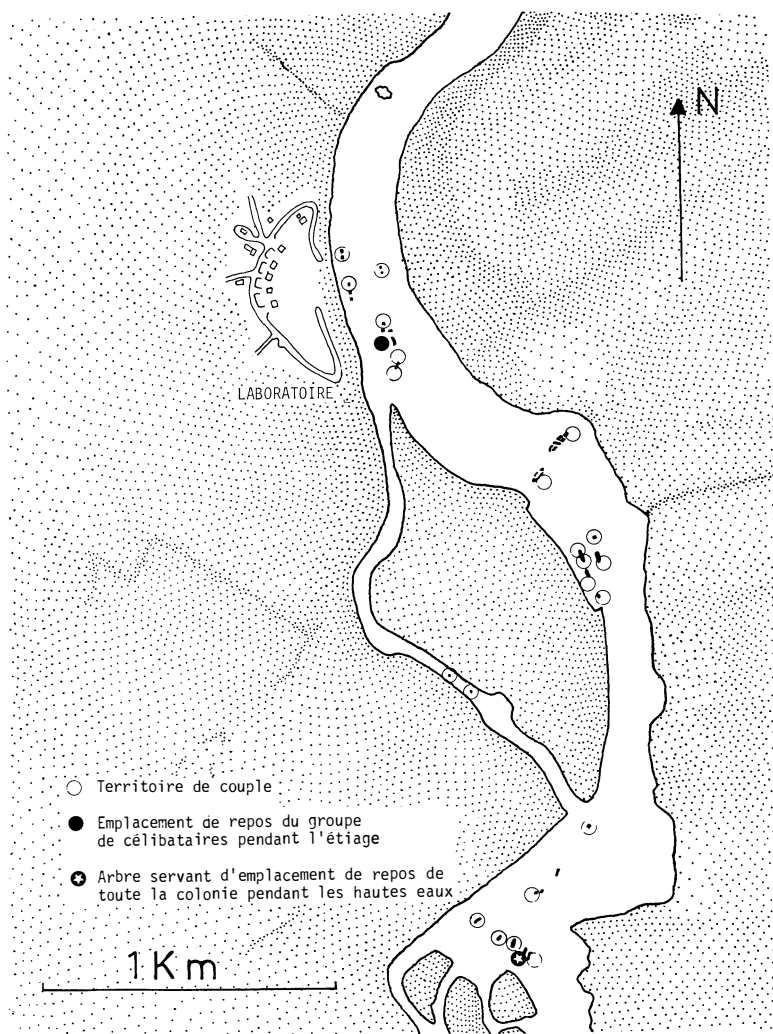 N
LABORATOIRE
Territoire de couple
Emplacement de repos du groupe
de célibataires pendant l'étiage
Arbre servant d'emplacement de repos de
toute la colonie pendant les hautes eaux
1Km